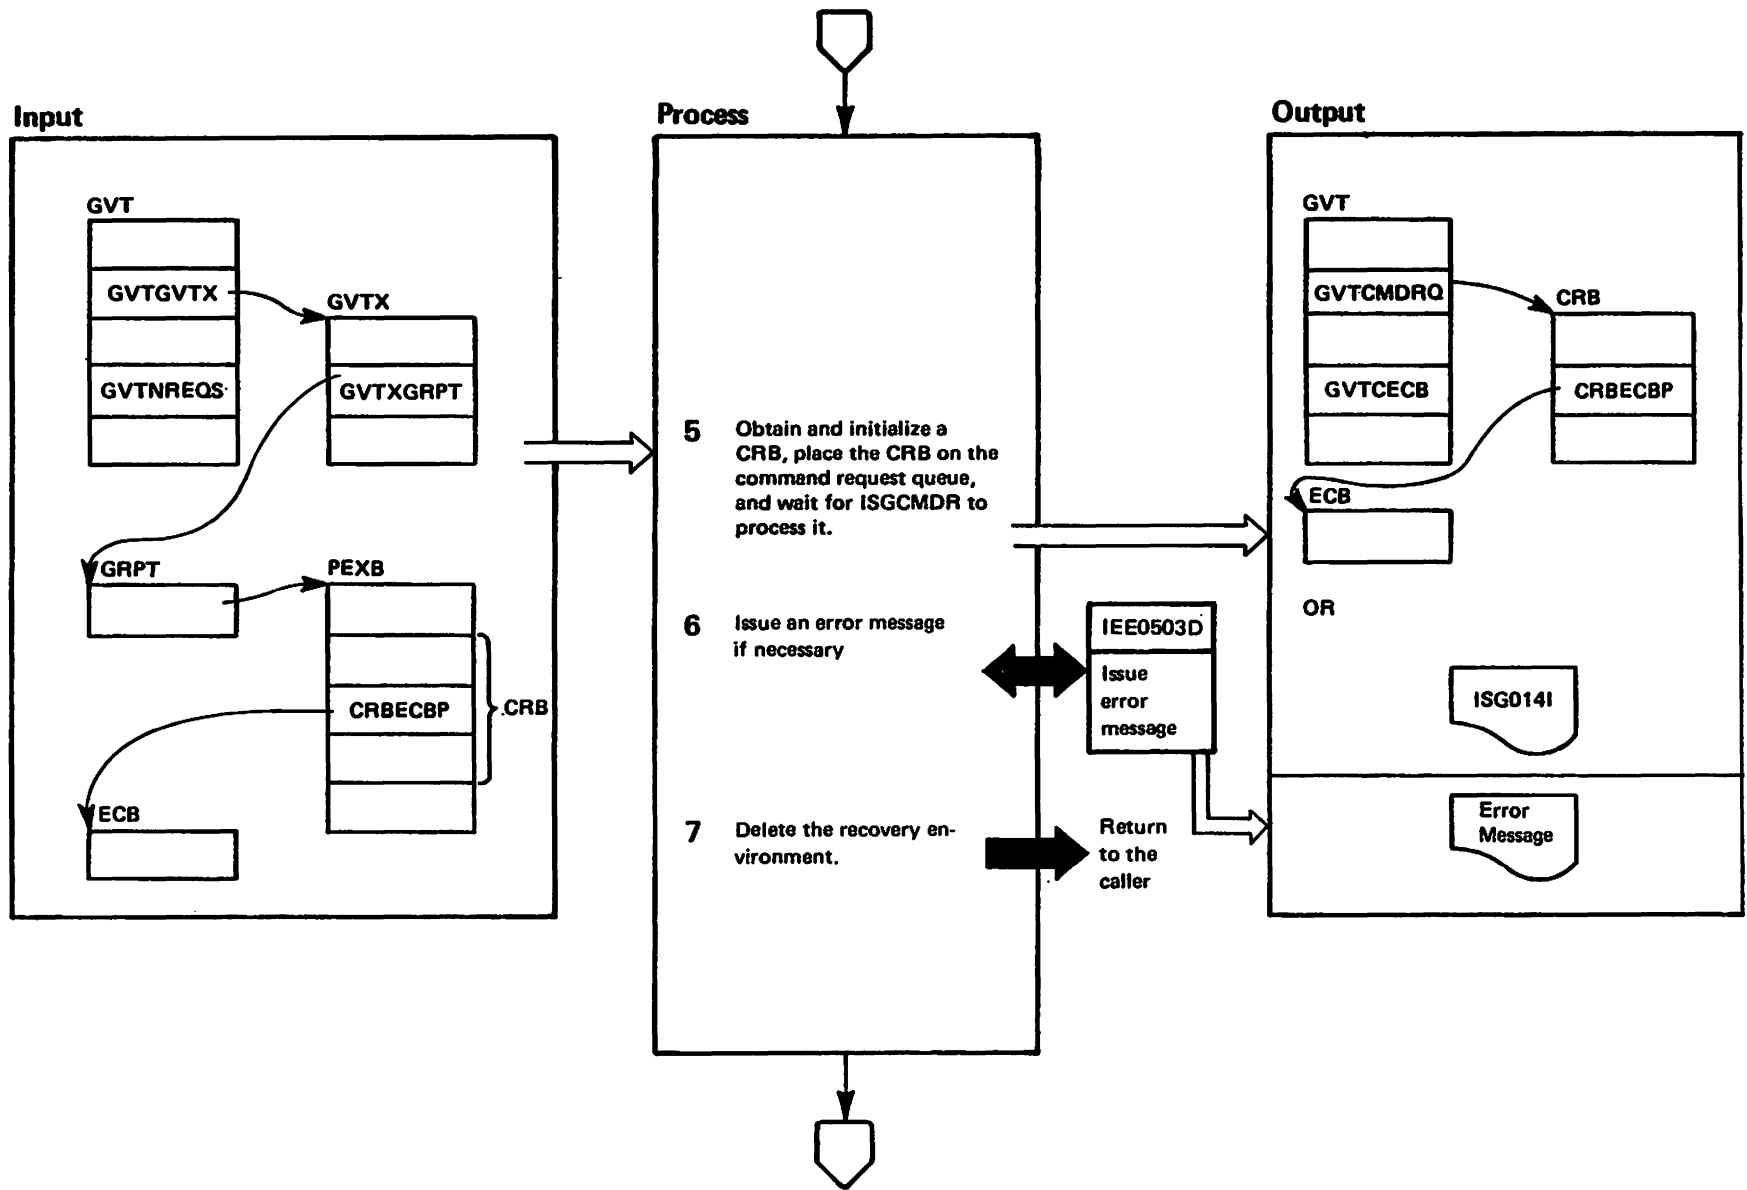 Input
GVT
GVTGVTX
GVTNREQS
GVTX
GVTXGRPT
GRPT
PEXB
CRBECBP
CRB
ECB
Process
5 Obtain and initialize a
CRB, place the CRB on the
command request queue,
and wait for ISGCMDR to
process it.
6 Issue an error message
if necessary
7 Delete the recovery en-
vironment.
IEE0503D
Issue
error
message
Return
to the
caller
Output
GVT
GVTCMDRQ
GVTCECB
CRB
CRBECBP
ECB
OR
ISG014I
Error
Message